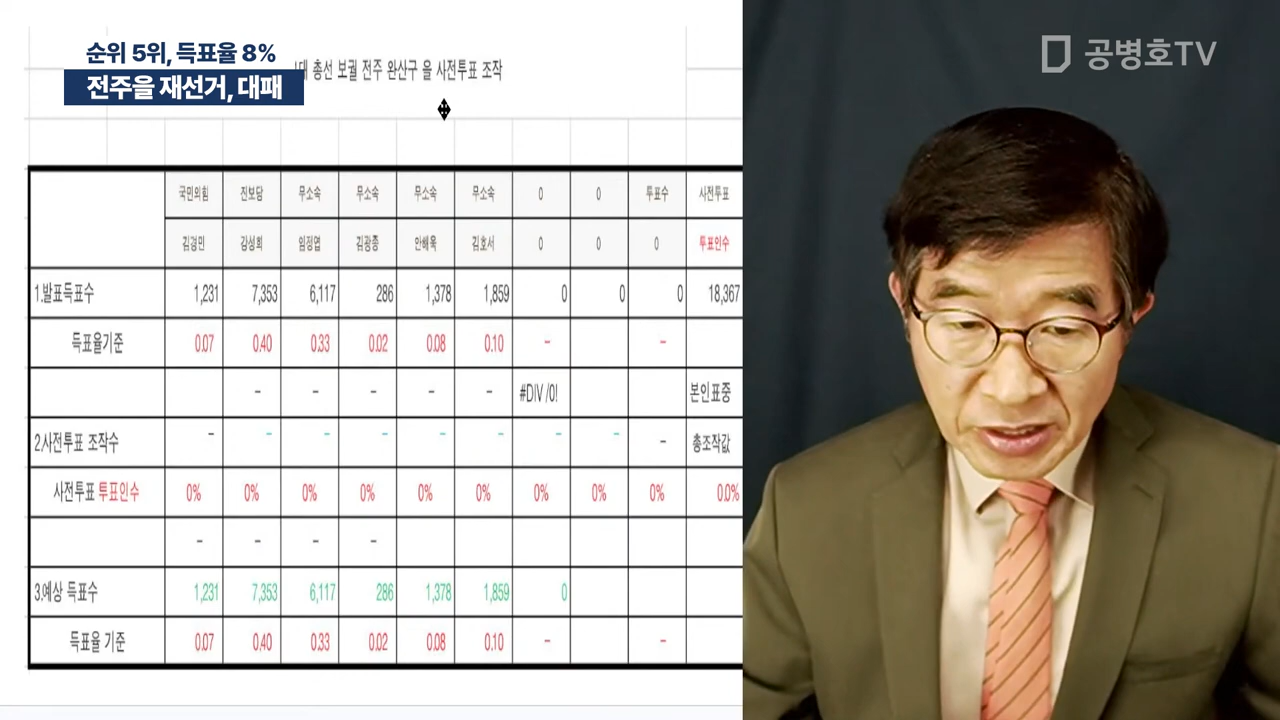 순위 5위, 득표율 8%
전주을 재선거, 대패
대 총선 보궐 전주 완산구 을 사전투표 조작
공병호TV
국민의힘 진보당 무소속 무소속 무소속 무소속 0 0 투표수 사전투표
김경민 강성희 임정엽 김광종 안해욱 김호서 0 0 0 투표인수
1.발표득표수 1,231 7,353 6,117 286 1,378 1,859 0 0 0 18,367
득표율기준 0.07 0.40 0.33 0.02 0.08 0.10 - -
- - - - - #DIV/0! 본인표중
2.사전투표 조작수 - - - - - - - - - 총조작값
사전투표 투표인수 0% 0% 0% 0% 0% 0% 0% 0% 0% 0.0%
- - - -
3.예상 득표수 1,231 7,353 6,117 286 1,378 1,859 0
득표율 기준 0.07 0.40 0.33 0.02 0.08 0.10 - -